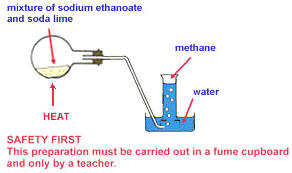 mixture of sodium ethanoate
and soda lime
methane
water
HEAT
SAFETY FIRST
This preparation must be carried out in a fume cupboard
and only by a teacher.